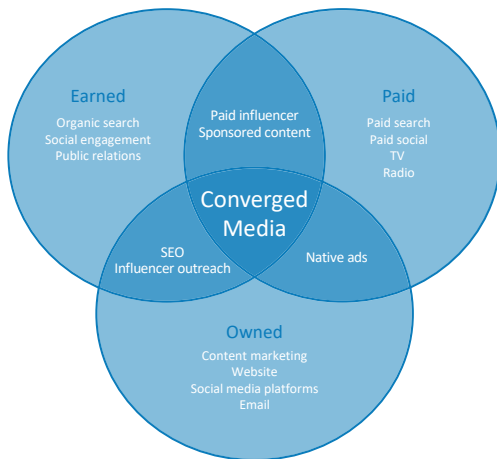 Earned
Organic search
Social engagement
Public relations
Paid influencer
Sponsored content
Paid
Paid search
Paid social
TV
Radio
Converged
Media
SEO
Influencer outreach
Native ads
Owned
Content marketing
Website
Social media platforms
Email